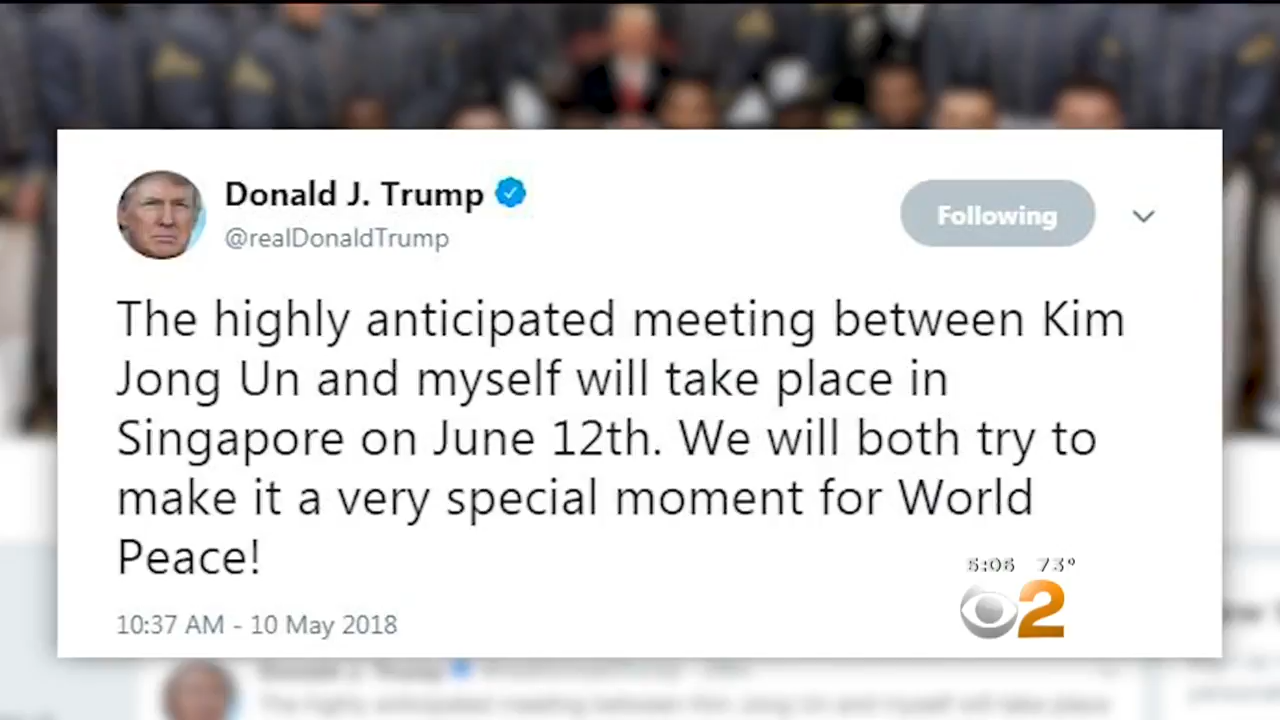 Donald J. Trump
@realDonaldTrump
Following
The highly anticipated meeting between Kim
Jong Un and myself will take place in
Singapore on June 12th. We will both try to
make it a very special moment for World
Peace!
5:06 73°
2
10:37 AM - 10 May 2018